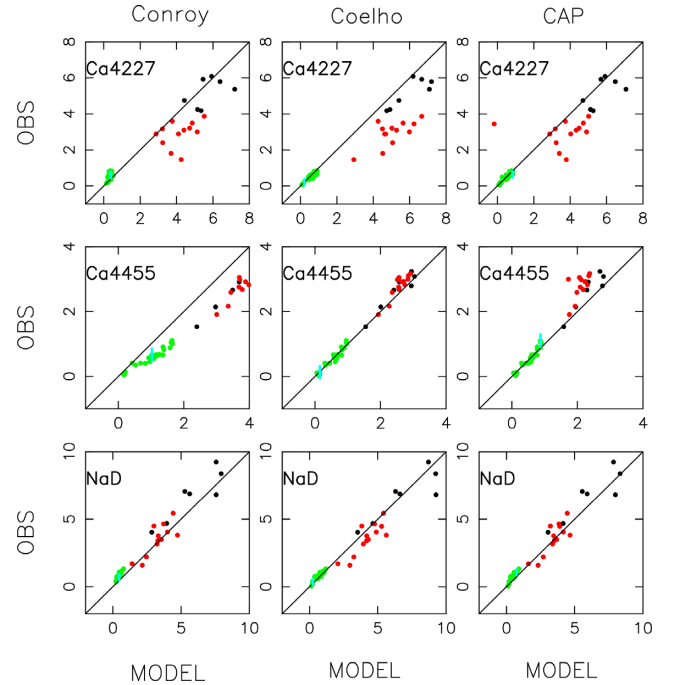 Conroy Coelho CAP
Ca4227 Ca4227 Ca4227
OBS
8
6
4
2
0
0 2 4 6 8 0 2 4 6 8 0 2 4 6 8
Ca4455 Ca4455 Ca4455
OBS
4
2
0
0 2 4 0 2 4 0 2 4
NaD NaD NaD
OBS
10
5
0
0 5 10 0 5 10 0 5 10
MODEL MODEL MODEL